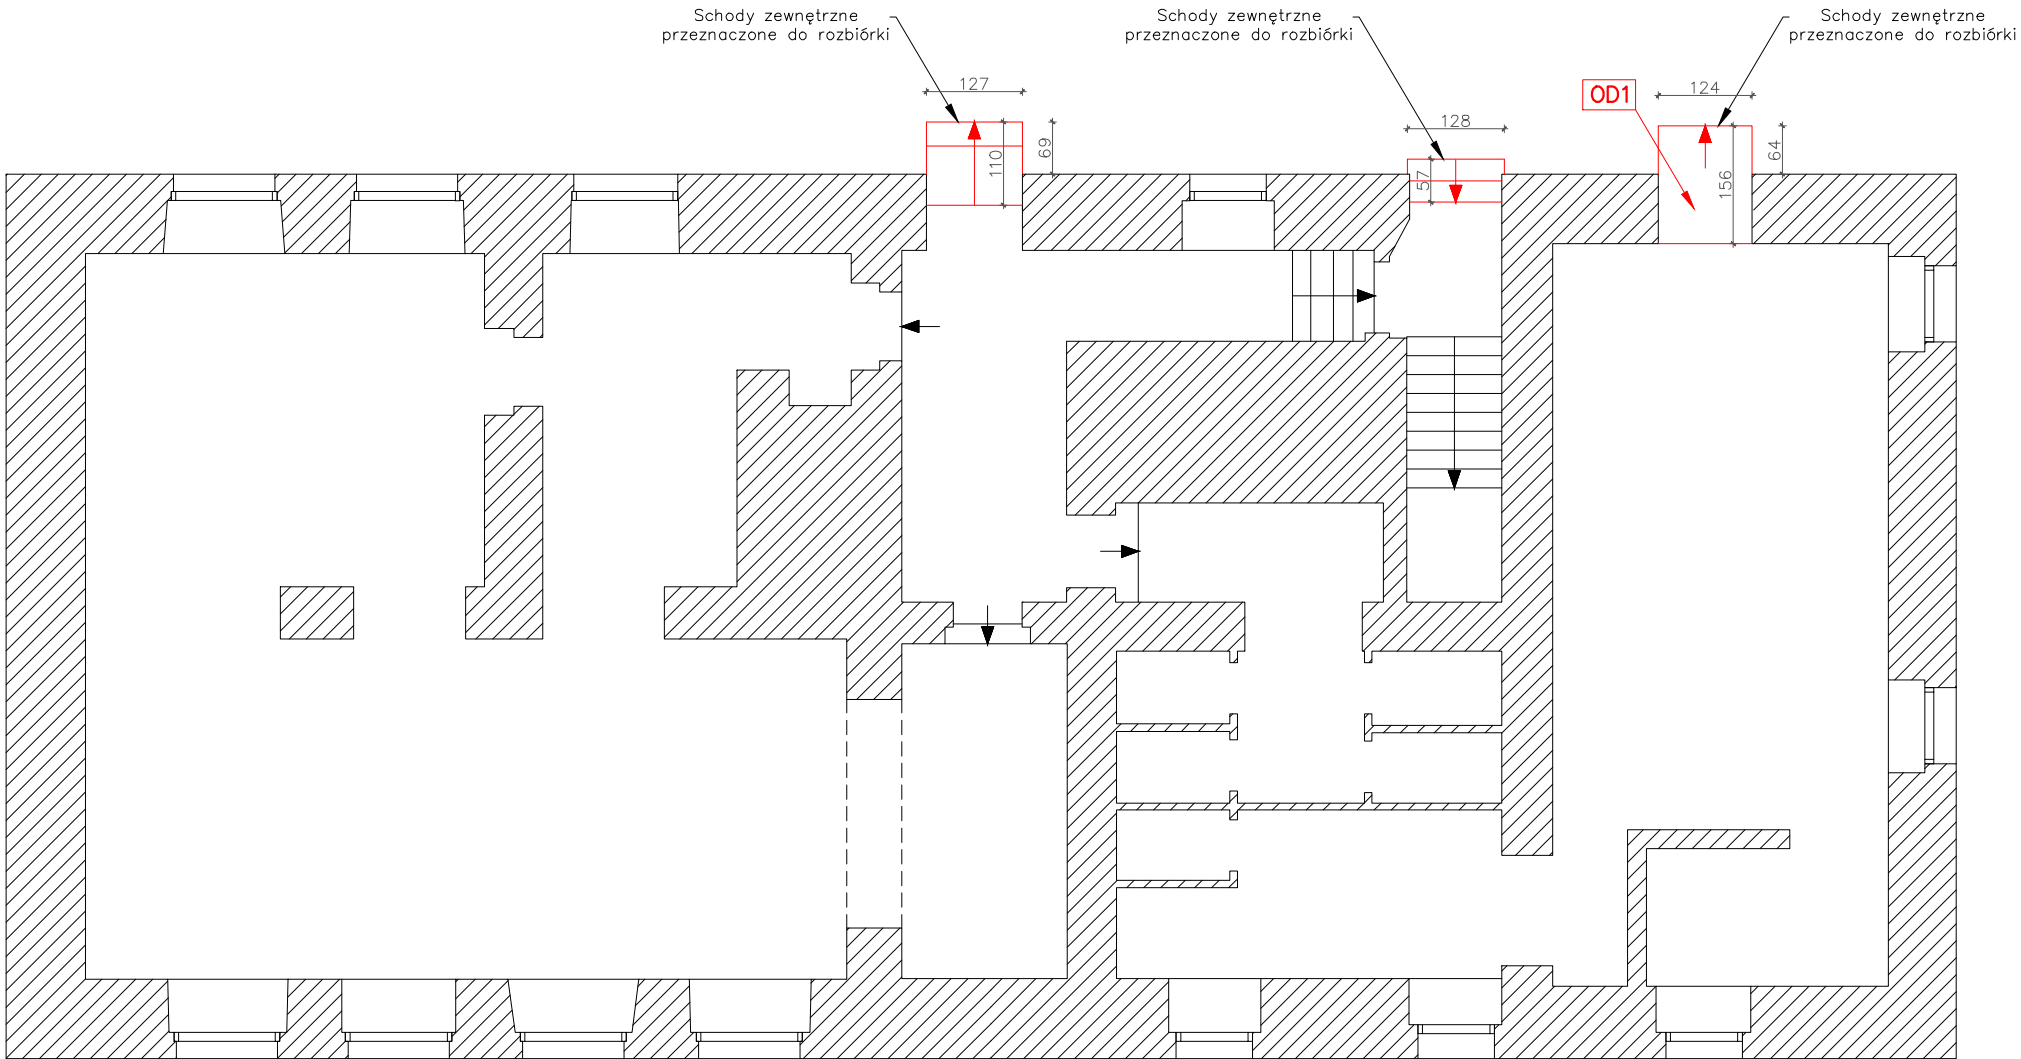 Schody zewnętrzne
przeznaczone do rozbiórki
Schody zewnętrzne
przeznaczone do rozbiórki
Schody zewnętrzne
przeznaczone do rozbiórki
127
110
69
128
57
OD1
124
156
64